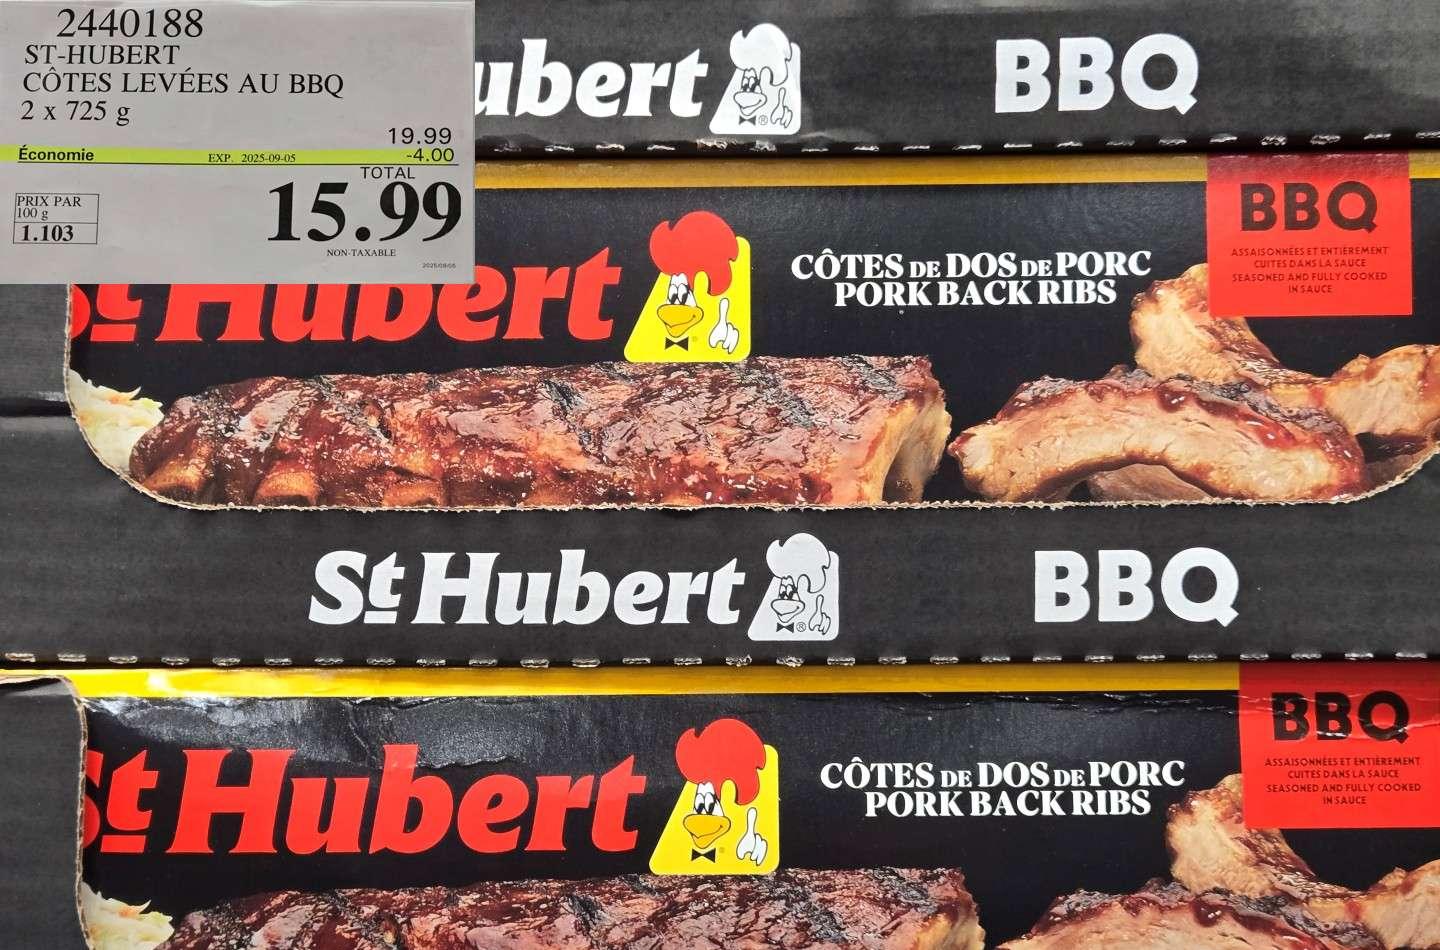 2440188
ST-HUBERT
CÔTES LEVÉES AU BBQ
2 x 725 g
19.99
Économie EXP. 2025-09-05 -4.00
TOTAL
15.99
PRIX PAR
100 g
1.103
NON-TAXABLE
2025/08/05
ubert BBQ
BBQ
ASSAISONNÉES ET ENTIÈREMENT
CUITES DANS LA SAUCE
SEASONED AND FULLY COOKED
IN SAUCE
St Hubert
CÔTES DE DOS DE PORC
PORK BACK RIBS
St Hubert ® BBQ
BBQ
ASSAISONNÉES ET ENTIÈREMENT
CUITES DANS LA SAUCE
SEASONED AND FULLY COOKED
IN SAUCE
St Hubert
CÔTES DE DOS DE PORC
PORK BACK RIBS